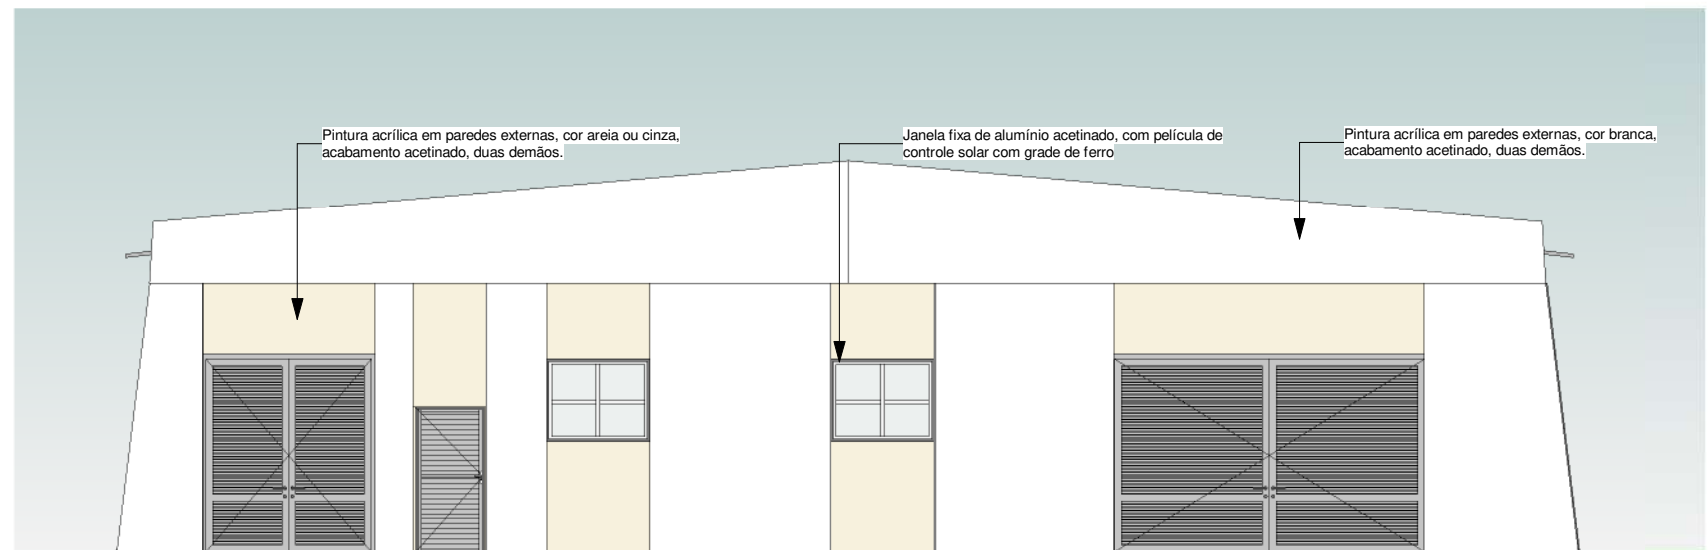 Pintura acrílica em paredes externas, cor areia ou cinza,
acabamento acetinado, duas demãos.
Janela fixa de alumínio acetinado, com película de
controle solar com grade de ferro
Pintura acrílica em paredes externas, cor branca,
acabamento acetinado, duas demãos.